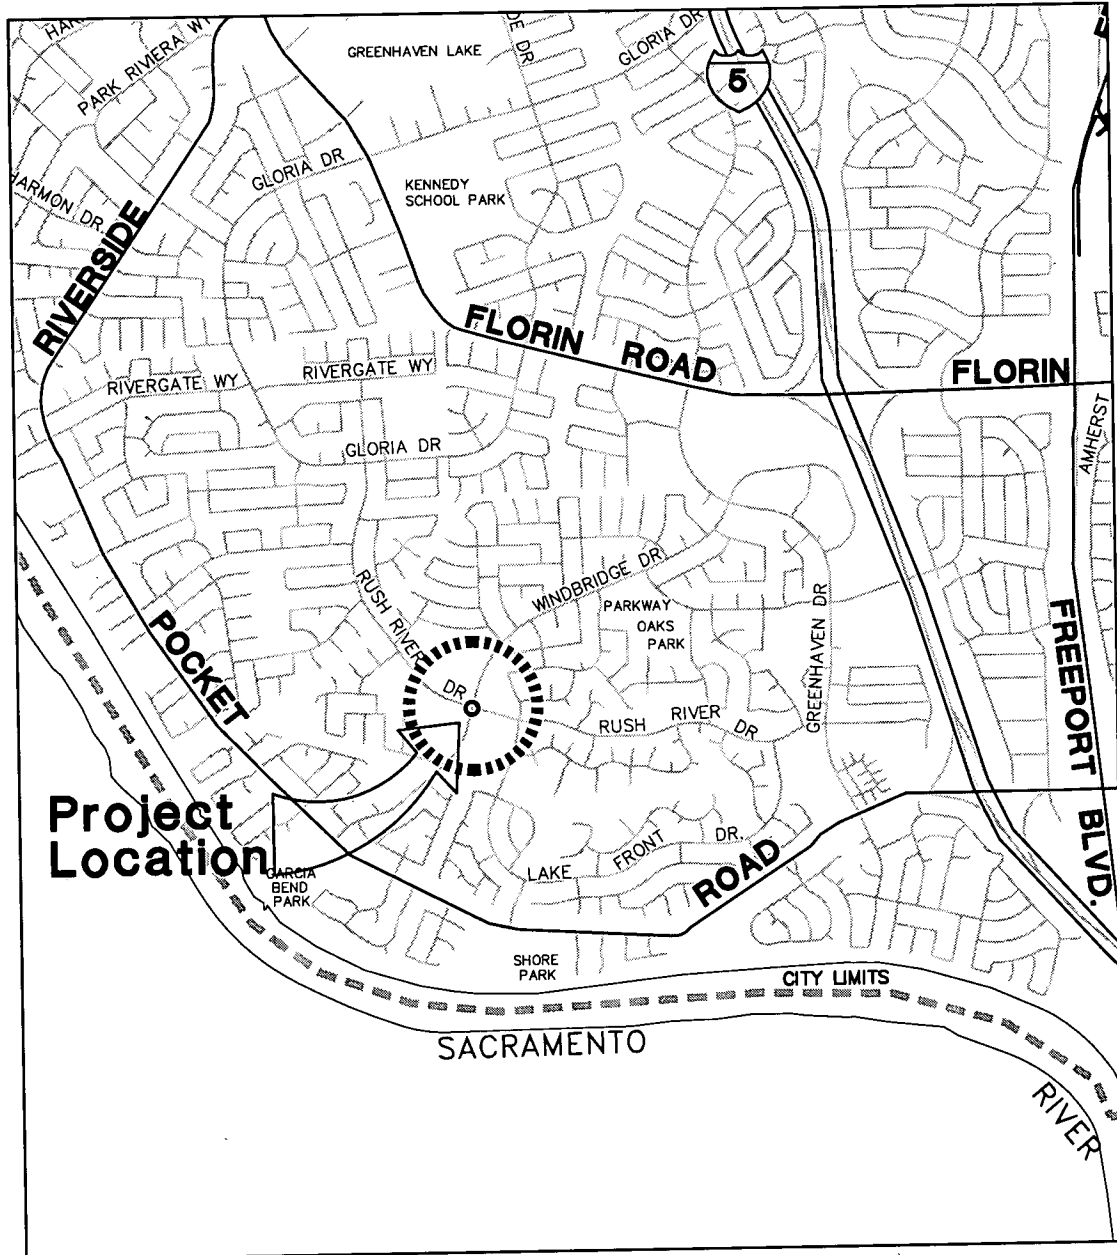 PARK RIVIERA WY
GREENHAVEN LAKE
DE DR
GLORIA DR
5
GLORIA DR
KENNEDY
SCHOOL PARK
HARMON DR
RIVERSIDE
FLORIN ROAD
FLORIN
RIVERGATE WY
RIVERGATE WY
GLORIA DR
AMHERST
WINDBRIDGE DR
RUSH RIVER
DR
PARKWAY
OAKS
PARK
GREENHAVEN DR
FREEPORT BLVD.
POCKET
RUSH RIVER DR
Project
Location
GARCIA
BEND
PARK
LAKE FRONT DR.
ROAD
SHORE
PARK
CITY LIMITS
SACRAMENTO
RIVER